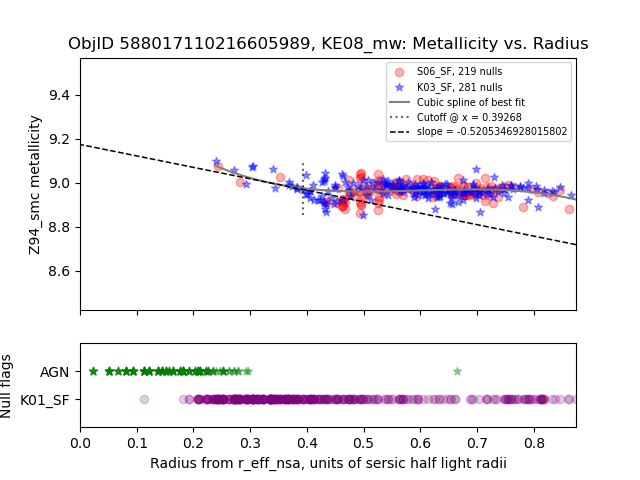 ObjID 588017110216605989, KE08_mw: Metallicity vs. Radius
S06_SF, 219 nulls
K03_SF, 281 nulls
Cubic spline of best fit
Cutoff @ x = 0.39268
slope = -0.5205346928015802
Z94_smc metallicity
9.4
9.2
9.0
8.8
8.6
Null flags
AGN
K01_SF
0.0 0.1 0.2 0.3 0.4 0.5 0.6 0.7 0.8
Radius from r_eff_nsa, units of sersic half light radii